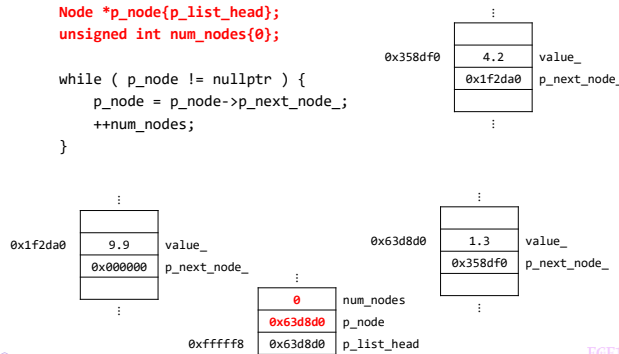 Node *p_node{p_list_head};
unsigned int num_nodes{0};
while ( p_node != nullptr ) {
p_node = p_node->p_next_node_;
++num_nodes;
}
⋮
0x358df0 4.2 value_
0x1f2da0 p_next_node_
⋮
⋮
0x1f2da0 9.9 value_
0x000000 p_next_node_
⋮
⋮
0x63d8d0 1.3 value_
0x358df0 p_next_node_
⋮
⋮
0 num_nodes
0x63d8d0 p_node
0xfffff8 0x63d8d0 p_list_head